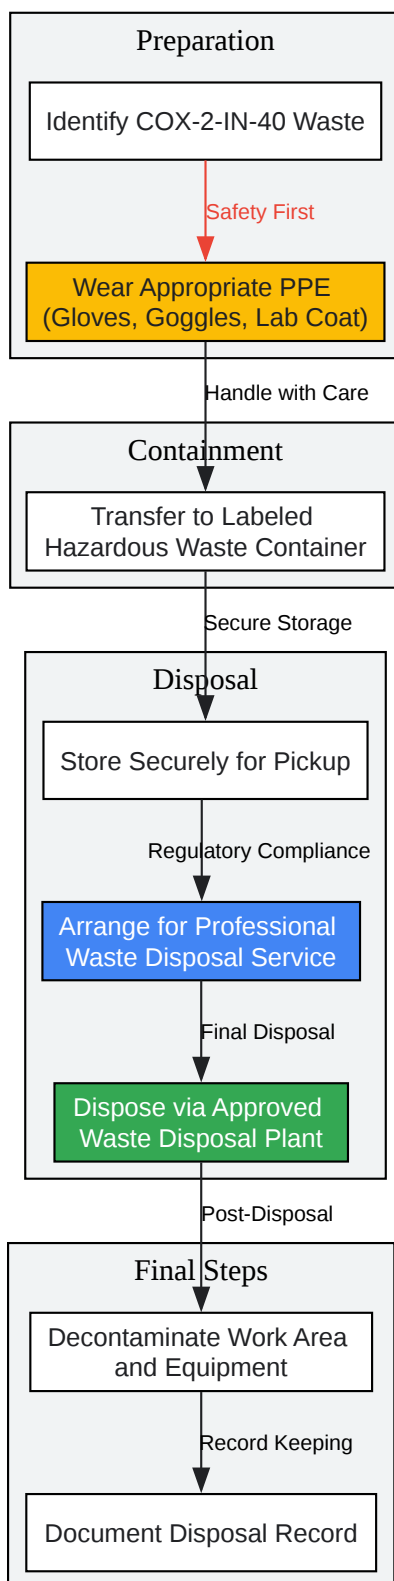 Preparation
Identify COX-2-IN-40 Waste
Safety First
Wear Appropriate PPE
(Gloves, Goggles, Lab Coat)
Handle with Care
Containment
Transfer to Labeled
Hazardous Waste Container
Secure Storage
Disposal
Store Securely for Pickup
Regulatory Compliance
Arrange for Professional
Waste Disposal Service
Final Disposal
Dispose via Approved
Waste Disposal Plant
Post-Disposal
Final Steps
Decontaminate Work Area
and Equipment
Record Keeping
Document Disposal Record